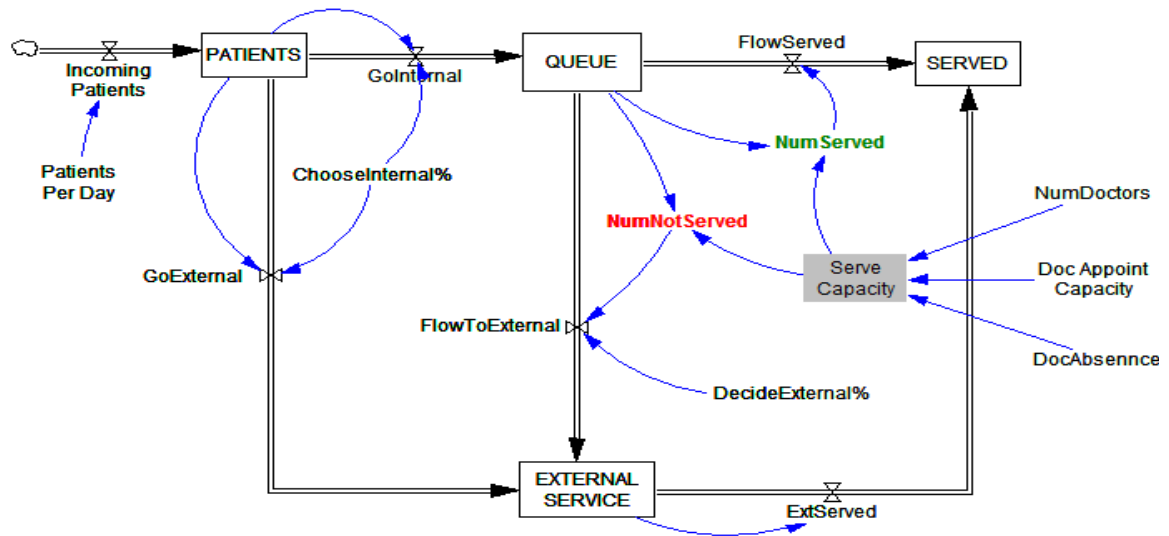 FlowServed
PATIENTS
QUEUE
SERVED
Incoming
Patients
GoInternal
NumServed
Patients
Per Day
ChooseInternal%
NumDoctors
NumNotServed
GoExternal
Serve
Capacity
Doc Appoint
Capacity
FlowToExternal
DocAbsennce
DecideExternal%
EXTERNAL
SERVICE
ExtServed